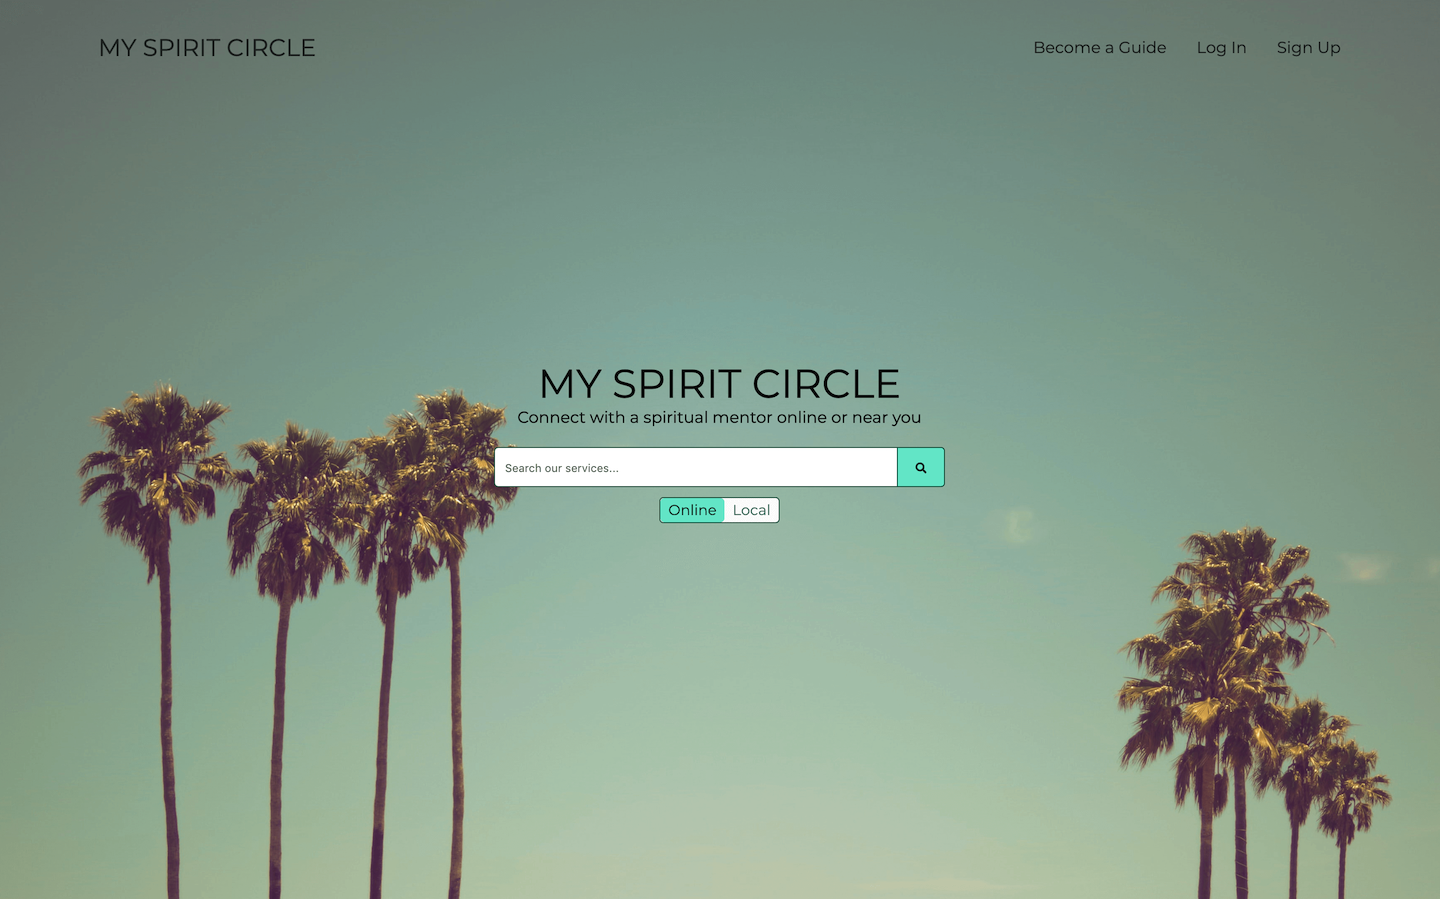 MY SPIRIT CIRCLE
Become a Guide
Log In
Sign Up
MY SPIRIT CIRCLE
Connect with a spiritual mentor online or near you
Search our services...
Online
Local